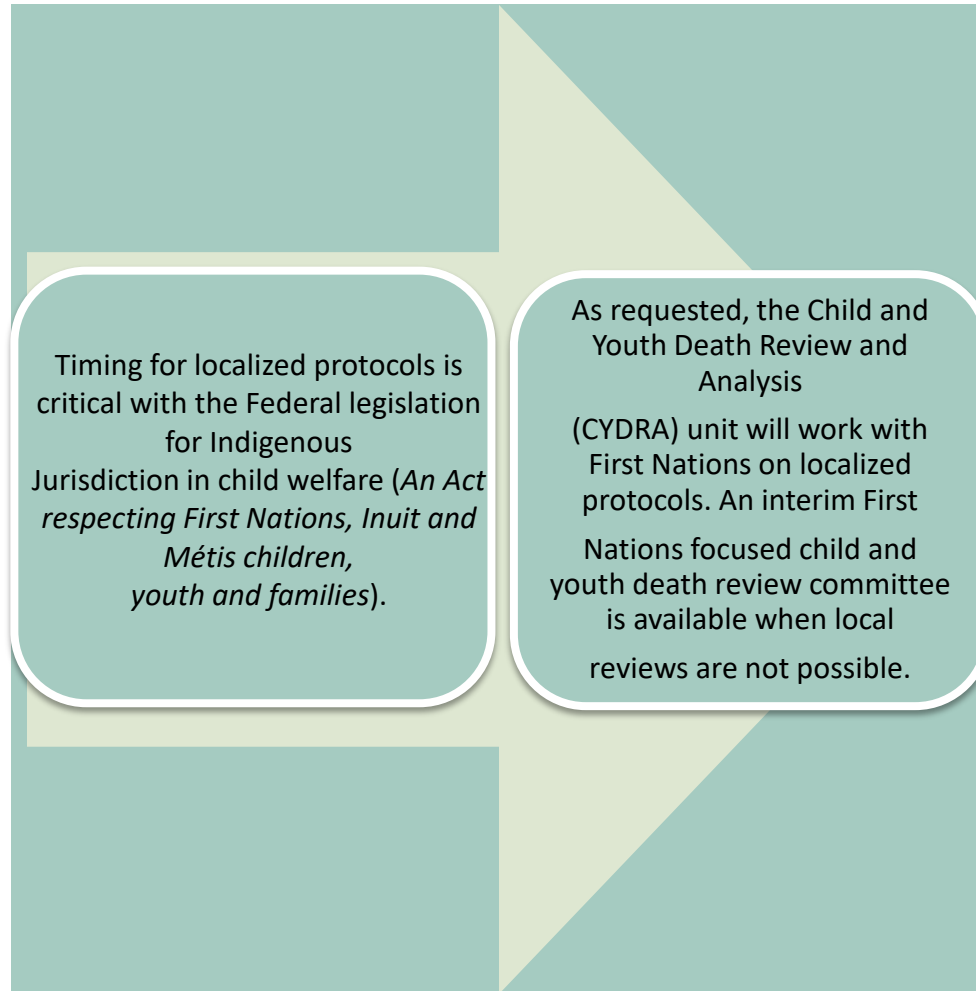 Timing for localized protocols is
critical with the Federal legislation
for Indigenous
Jurisdiction in child welfare (An Act
respecting First Nations, Inuit and
Métis children,
youth and families).
As requested, the Child and
Youth Death Review and
Analysis
(CYDRA) unit will work with
First Nations on localized
protocols. An interim First
Nations focused child and
youth death review committee
is available when local
reviews are not possible.